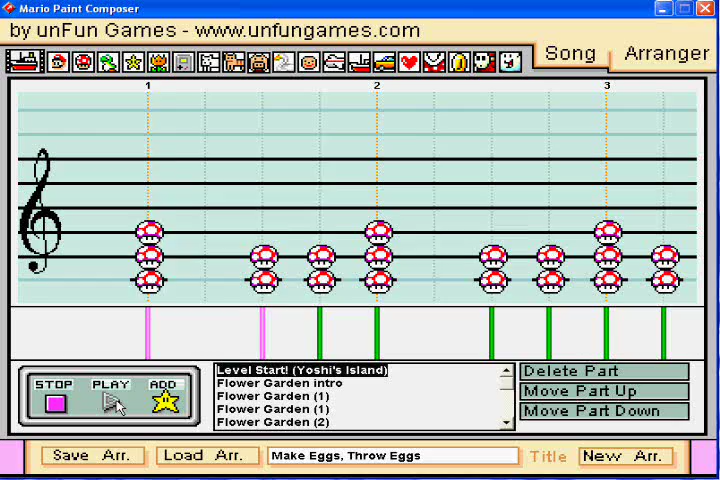 Mario Paint Composer
by unFun Games - www.unfungames.com
Song
Arranger
1
2
3
STOP
PLAY
ADD
Level Start! (Yoshi's Island)
Flower Garden intro
Flower Garden (1)
Flower Garden (1)
Flower Garden (2)
Delete Part
Move Part Up
Move Part Down
Save Arr.
Load Arr.
Make Eggs, Throw Eggs
Title
New Arr.